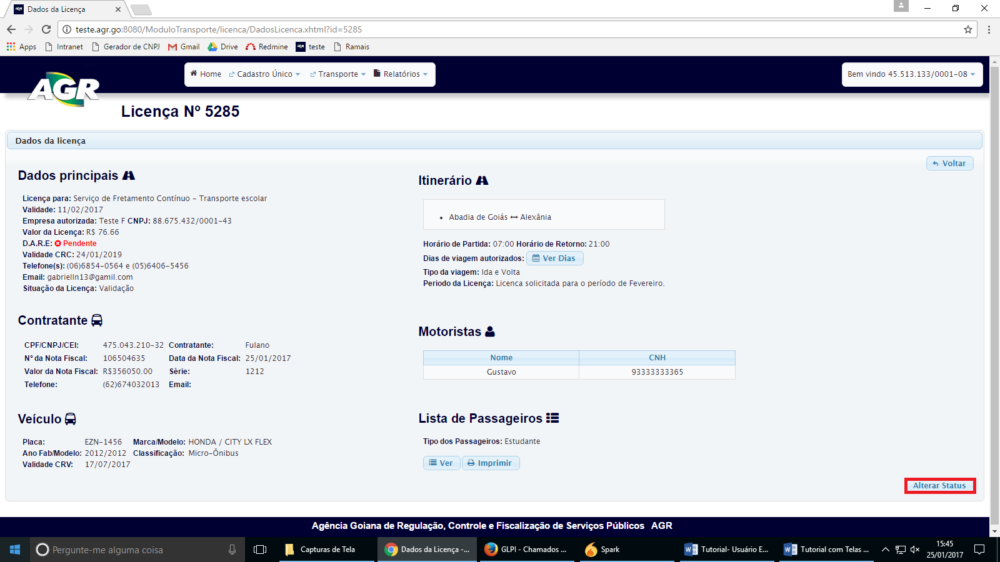 Dados da Licença
teste.agr.go:8080/ModuloTransporte/licenca/DadosLicenca.xhtml?id=5285
Apps Intranet Gerador de CNPJ Gmail Drive Redmine AGR teste Ramais
AGR Home Cadastro Único Transporte Relatórios Bem vindo 45.513.133/0001-08
Licença Nº 5285
Dados da licença
Voltar
Dados principais
Licença para: Serviço de Fretamento Contínuo - Transporte escolar
Validade: 11/02/2017
Empresa autorizada: Teste F CNPJ: 88.675.432/0001-43
Valor da Licença: R$ 76.66
D.A.R.E: Pendente
Validade CRC: 24/01/2019
Telefone(s): (06)6854-0564 e (05)6406-5456
Email: gabrielln13@gamil.com
Situação da Licença: Validação
Contratante
CPF/CNPJ/CEI: 475.043.210-32 Contratante: Fulano
Nº da Nota Fiscal: 106504635 Data da Nota Fiscal: 25/01/2017
Valor da Nota Fiscal: R$356050.00 Série: 1212
Telefone: (62)674032013 Email:
Veículo
Placa: EZN-1456 Marca/Modelo: HONDA / CITY LX FLEX
Ano Fab/Modelo: 2012/2012 Classificação: Micro-Ônibus
Validade CRV: 17/07/2017
Itinerário
• Abadia de Goiás ↔ Alexânia
Horário de Partida: 07:00 Horário de Retorno: 21:00
Dias de viagem autorizados: Ver Dias
Tipo da viagem: Ida e Volta
Periodo da Licença: Licenca solicitada para o período de Fevereiro.
Motoristas
Nome CNH
Gustavo 93333333365
Lista de Passageiros
Tipo dos Passageiros: Estudante
Ver Imprimir
Alterar Status
Agência Goiana de Regulação, Controle e Fiscalização de Serviços Públicos AGR
Pergunte-me alguma coisa Capturas de Tela Dados da Licença -... GLPI - Chamados ... Spark Tutorial- Usuário E... Tutorial com Telas ... 15:45
25/01/2017